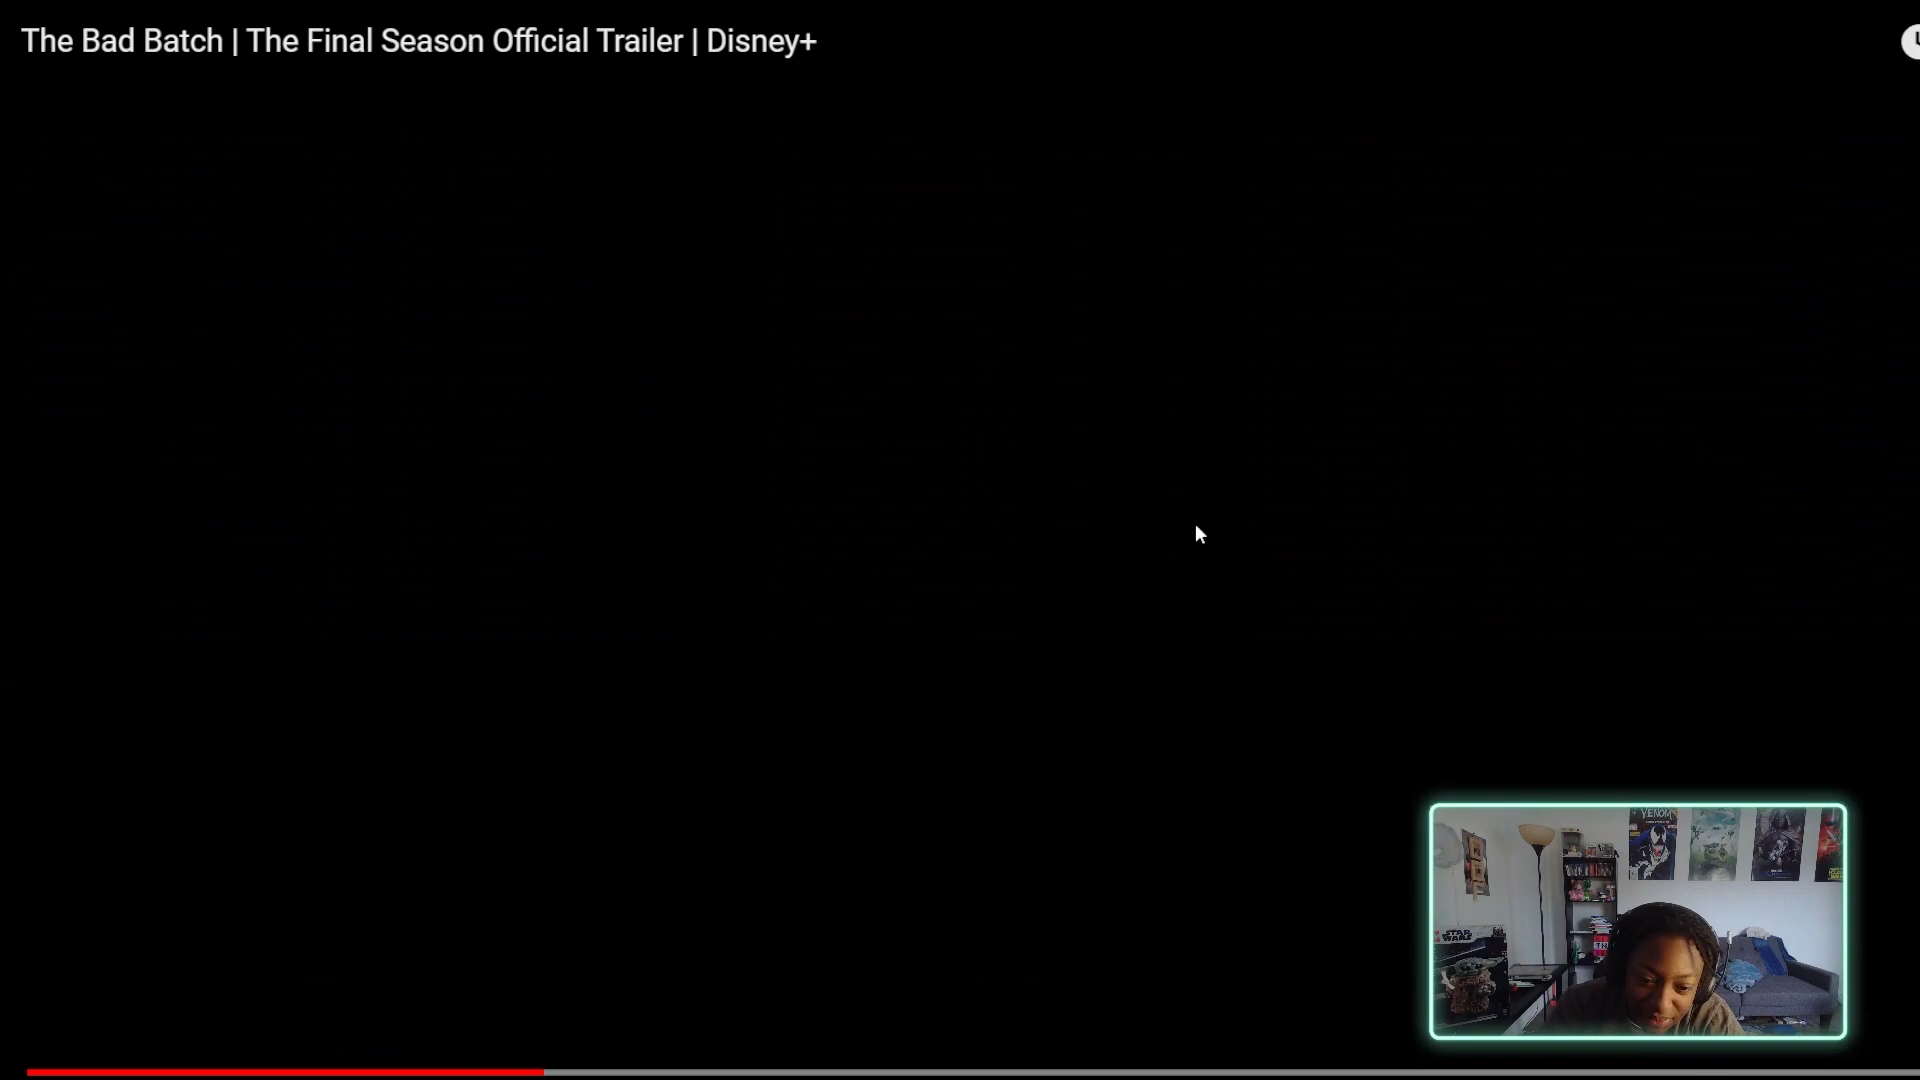 The Bad Batch | The Final Season Official Trailer | Disney+
VENOM
STAR
WARS